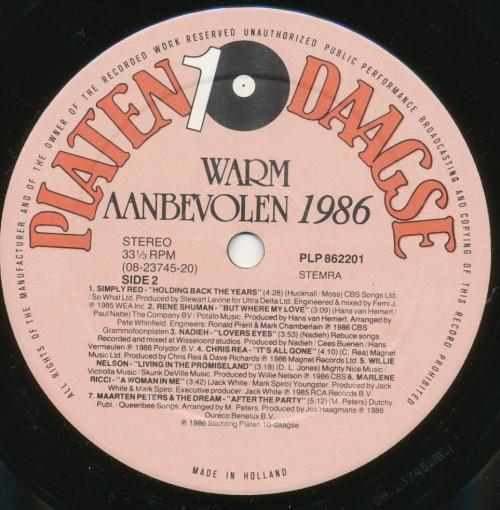 ALL RIGHTS OF THE MANUFACTURER AND OF THE OWNER OF THE RECORDED WORK RESERVED UNAUTHORIZED PUBLIC PERFORMANCE BROADCASTING AND COPYING OF THIS RECORD PROHIBITED
PLATEN 10 DAAGSE
WARM
AANBEVOLEN 1986
STEREO
33 1/3 RPM
(08-23745-20)
SIDE 2
PLP 862201
STEMRA
1. SIMPLY RED - "HOLDING BACK THE YEARS" (4:28) (Hucknall / Moss) CBS Songs Ltd.
/ So What Ltd. Produced by Stewart Levine for Ultra Delta Ltd. Engineered & mixed by Femi J.
℗ 1985 WEA Inc. 2. RENÉ SHUMAN - "BUT WHERE MY LOVE" (3:09) (Hans van Hemert /
Paul Natte) The Company BV / Potato Music. Produced by Hans van Hemert. Arranged by
Pete Whinfield. Engineers: Ronald Prent & Mark Chamberlin ℗ 1986 CBS
Grammofoonplaten 3. NADIEH - "LOVERS EYES" (3:53) (Nadieh) Rebuce songs
Recorded and mixed at Wisseloord studios. Produced by Nadieh / Cees Bukman / Hans
Vermeulen ℗ 1986 Polydor B.V. 4. CHRIS REA - "IT'S ALL GONE" (4:10) (C. Rea) Magnet
Music Ltd. Produced by Chris Rea & Dave Richards ℗ 1986 Magnet Records Ltd. 5. WILLIE
NELSON - "LIVING IN THE PROMISELAND" (3:18) (D. L. Jones) Mighty Nice Music /
Victrolla Music / Skunk De Ville Music. Produced by Willie Nelson ℗ 1986 CBS 6. MARLENE
RICCI - "A WOMAN IN ME" (3:42) (Jack White / Mark Spiro) Youngster. Produced by Jack
White & Mark Spiro. Executive producer: Jack White ℗ 1985 RCA Records B.V.
7. MAARTEN PETERS & THE DREAM - "AFTER THE PARTY" (5:12) (M. Peters) Dutchy
Publ. / Queenbee Songs. Arranged by M. Peters. Produced by Jos Haagmans ℗ 1986
Dureco Benelux B.V.
℗ 1986 Stichting Platen 10-daagse
MADE IN HOLLAND